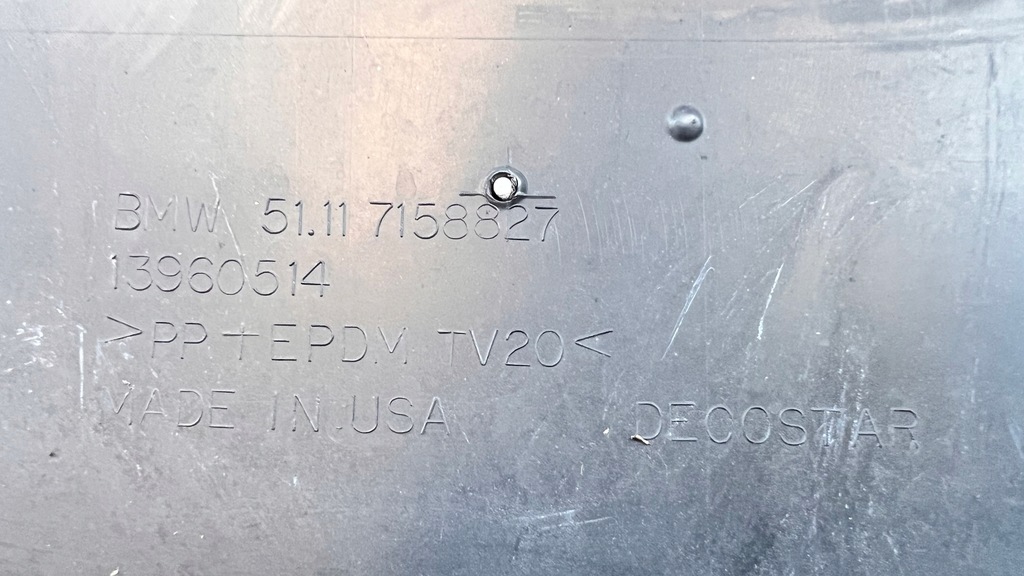 BMW 51.11 7158827
13960514
>PP+EPDM TV20<
MADE IN USA DECOSTAR